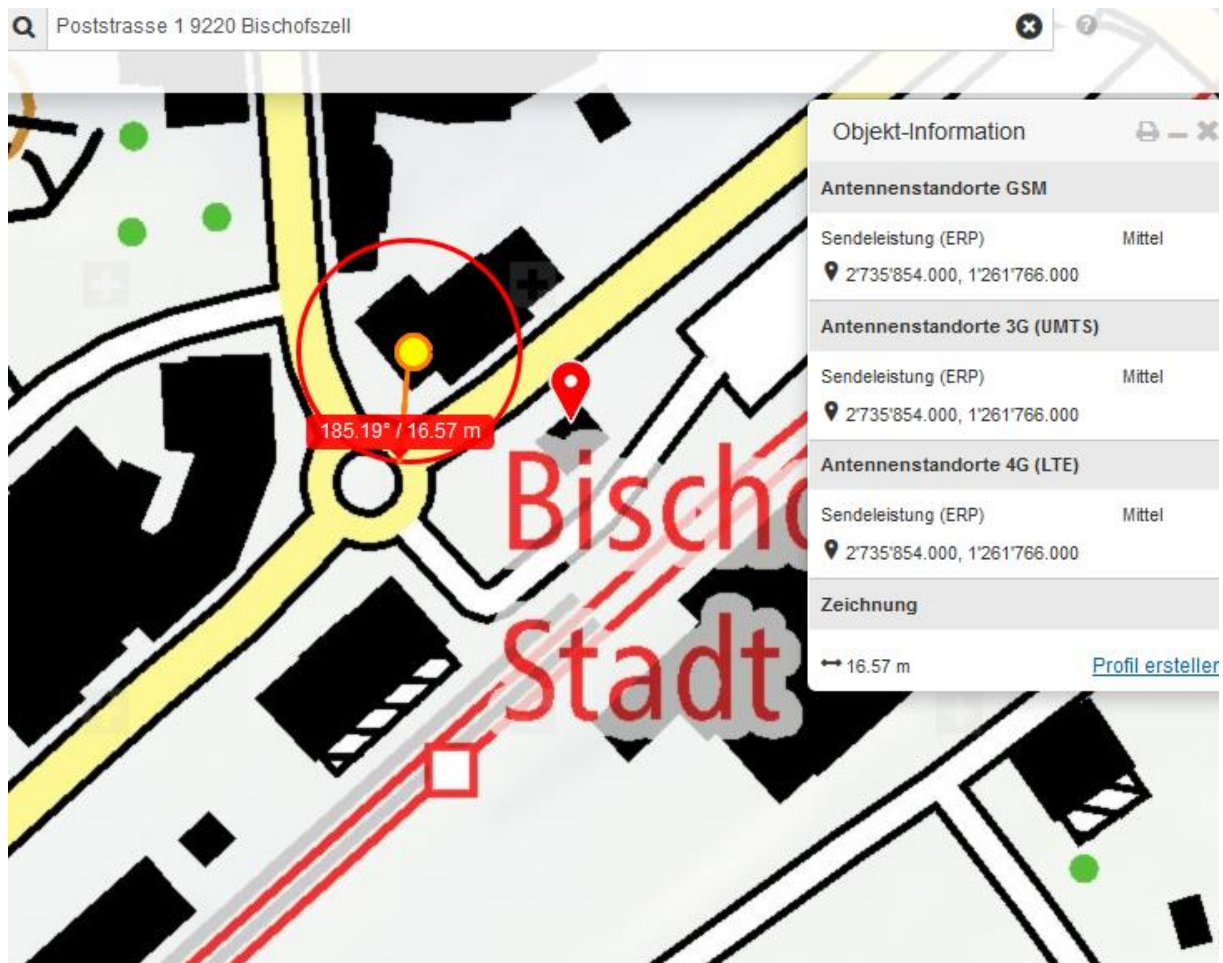 Poststrasse 1 9220 Bischofszell
?
Objekt-Information
Antennenstandorte GSM
Sendeleistung (ERP) Mittel
2'735'854.000, 1'261'766.000
Antennenstandorte 3G (UMTS)
Sendeleistung (ERP) Mittel
2'735'854.000, 1'261'766.000
Antennenstandorte 4G (LTE)
Sendeleistung (ERP) Mittel
2'735'854.000, 1'261'766.000
Zeichnung
16.57 m Profil ersteller
185.19° / 16.57 m
Bischo
Stadt